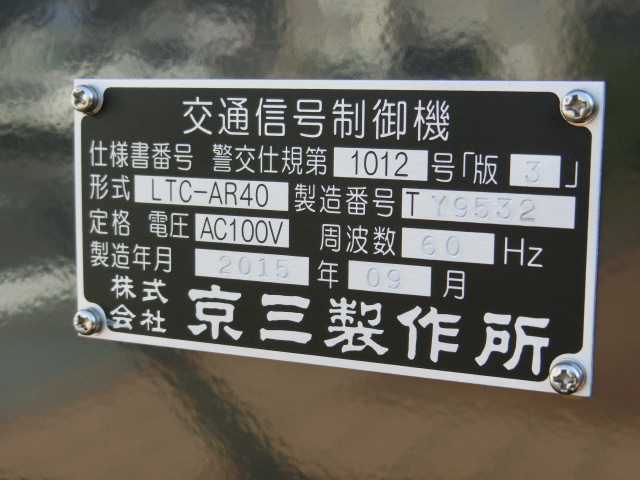 交通信号制御機
仕様書番号 警交仕規第 1012 号「版 3 」
形式 LTC-AR40 製造番号 T Y9532
定格 電圧 AC100V 周波数 60 Hz
製造年月 2015 年 09 月
株式会社 京三製作所